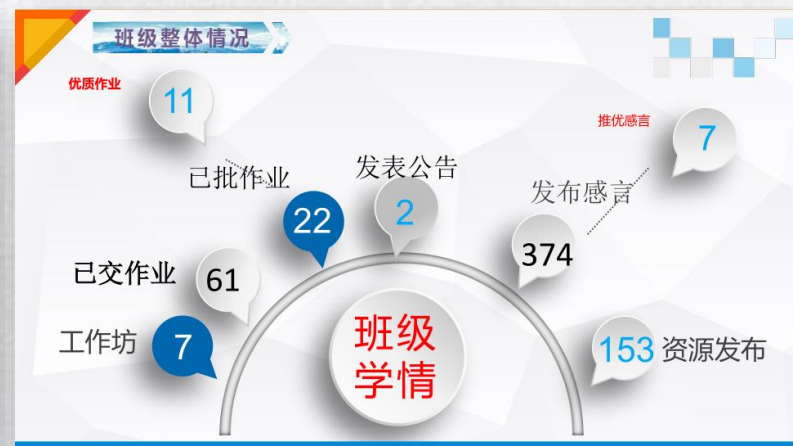 班级整体情况
优质作业
11
推优感言
7
已批作业
22
发表公告
2
发布感言
374
已交作业
61
工作坊
7
班级
学情
153
资源发布